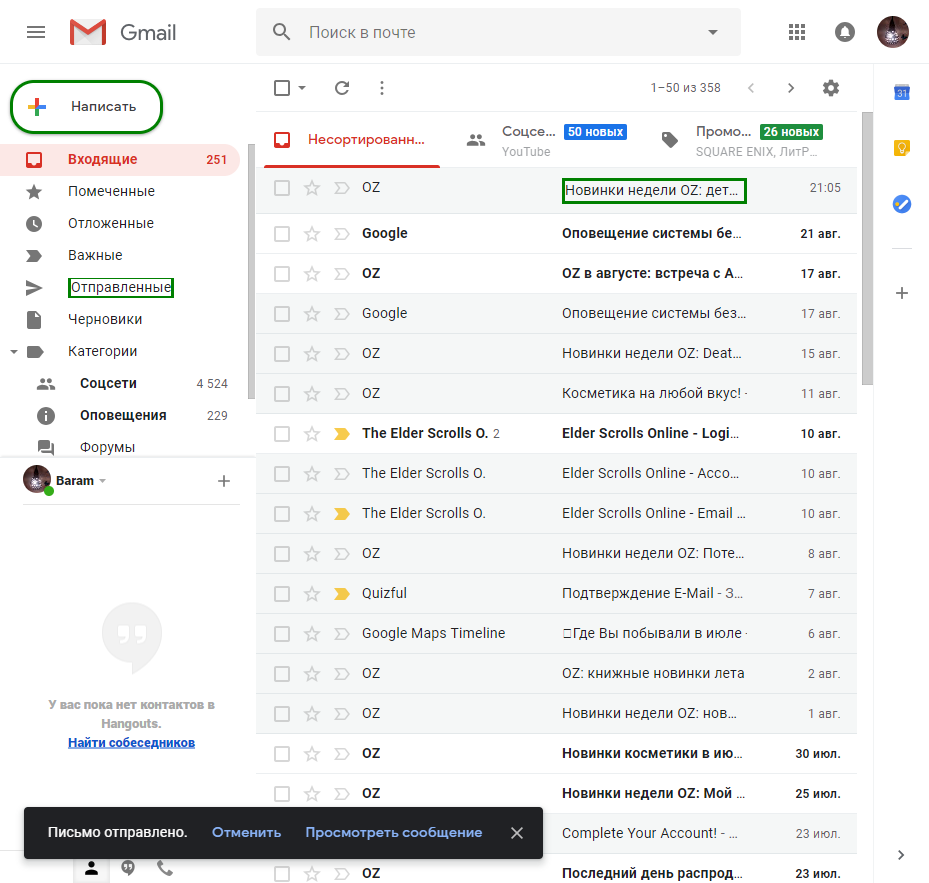 Gmail
Поиск в почте
Написать
1–50 из 358
31
Входящие 251
Помеченные
Отложенные
Важные
Отправленные
Черновики
Категории
Соцсети 4 524
Оповещения 229
Форумы
Baram
У вас пока нет контактов в
Hangouts.
Найти собеседников
Несортированн...
Соцсе... 50 новых
YouTube
Промо... 26 новых
SQUARE ENIX, ЛитР...
OZ Новинки недели OZ: дет... 21:05
Google Оповещение системы бе... 21 авг.
OZ OZ в августе: встреча с А... 17 авг.
Google Оповещение системы без... 17 авг.
OZ Новинки недели OZ: Deat... 15 авг.
OZ Косметика на любой вкус! - 11 авг.
The Elder Scrolls O. 2 Elder Scrolls Online - Logi... 10 авг.
The Elder Scrolls O. Elder Scrolls Online - Acco... 10 авг.
The Elder Scrolls O. Elder Scrolls Online - Email ... 10 авг.
OZ Новинки недели OZ: Поте... 8 авг.
Quizful Подтверждение E-Mail - З... 7 авг.
Google Maps Timeline Где Вы побывали в июле - 6 авг.
OZ OZ: книжные новинки лета 2 авг.
OZ Новинки недели OZ: нов... 1 авг.
OZ Новинки косметики в ию... 30 июл.
OZ Новинки недели OZ: Мой ... 25 июл.
Complete Your Account! - ... 23 июл.
OZ Последний день распрод... 23 июл.
Письмо отправлено. Отменить Просмотреть сообщение